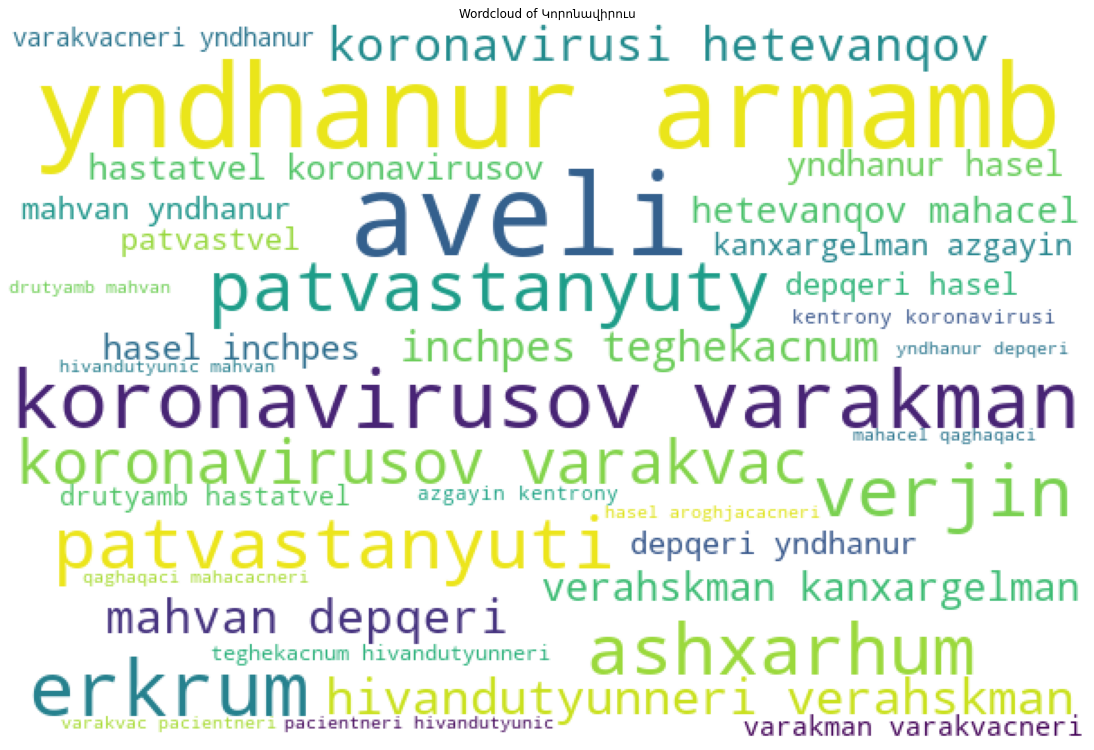 Wordcloud of Կորոնավիրուս
varakvacneri yndhanur
koronavirusi hetevanqov
yndhanur armamb
hastatvel koronavirusov
yndhanur hasel
aveli
mahvan yndhanur
hetevanqov mahacel
patvastvel
kanxargelman azgayin
patvastanyuty
drutyamb mahvan
depqeri hasel
kentrony koronavirusi
hasel inchpes
inchpes teghekacnum
yndhanur depqeri
hivandutyunic mahvan
koronavirusov varakman
mahacel qaghaqaci
koronavirusov varakvac
verjin
drutyamb hastatvel
azgayin kentrony
hasel aroghjacacneri
patvastanyuti
depqeri yndhanur
qaghaqaci mahacacneri
verahskman kanxargelman
mahvan depqeri
ashxarhum
teghekacnum hivandutyunneri
erkrum
hivandutyunneri verahskman
varakvac pacientneri
pacientneri hivandutyunic
varakman varakvacneri